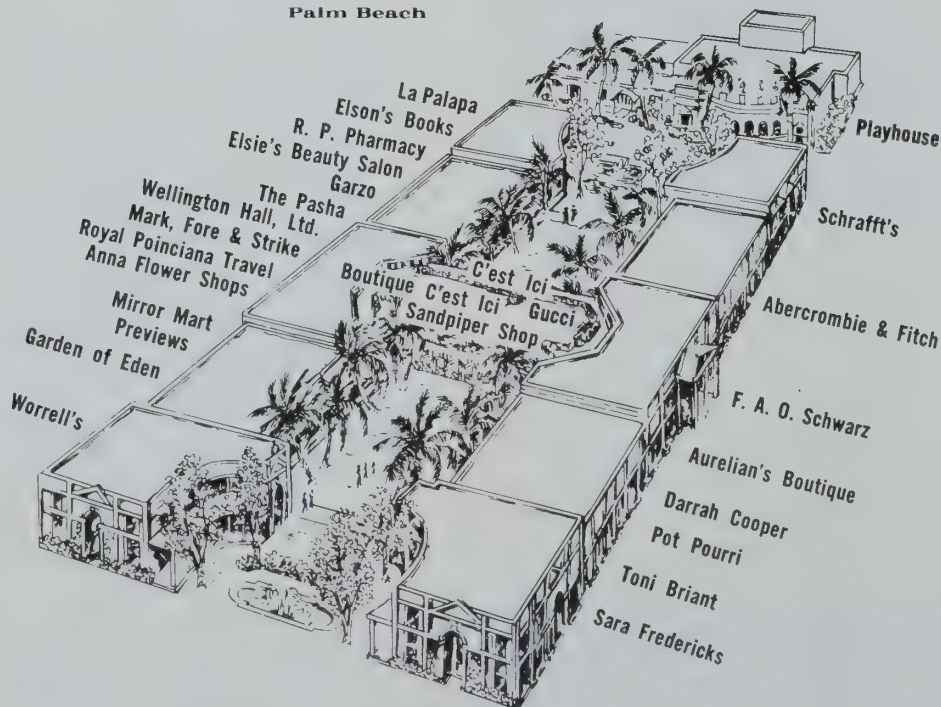 Palm Beach
La Palapa
Elson's Books
R. P. Pharmacy
Elsie's Beauty Salon
Garzo
The Pasha
Wellington Hall, Ltd.
Mark, Fore & Strike
Royal Poinciana Travel
Anna Flower Shops
Mirror Mart
Previews
Garden of Eden
Worrell's
C'est Ici
Boutique C'est Ici
Gucci
Sandpiper Shop
Playhouse
Schrafft's
Abercrombie & Fitch
F. A. O. Schwarz
Aurelian's Boutique
Darrah Cooper
Pot Pourri
Toni Briant
Sara Fredericks